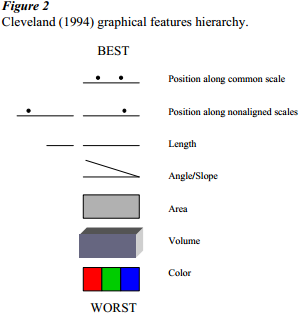 Figure 2
Cleveland (1994) graphical features hierarchy.
BEST
Position along common scale
Position along nonaligned scales
Length
Angle/Slope
Area
Volume
Color
WORST